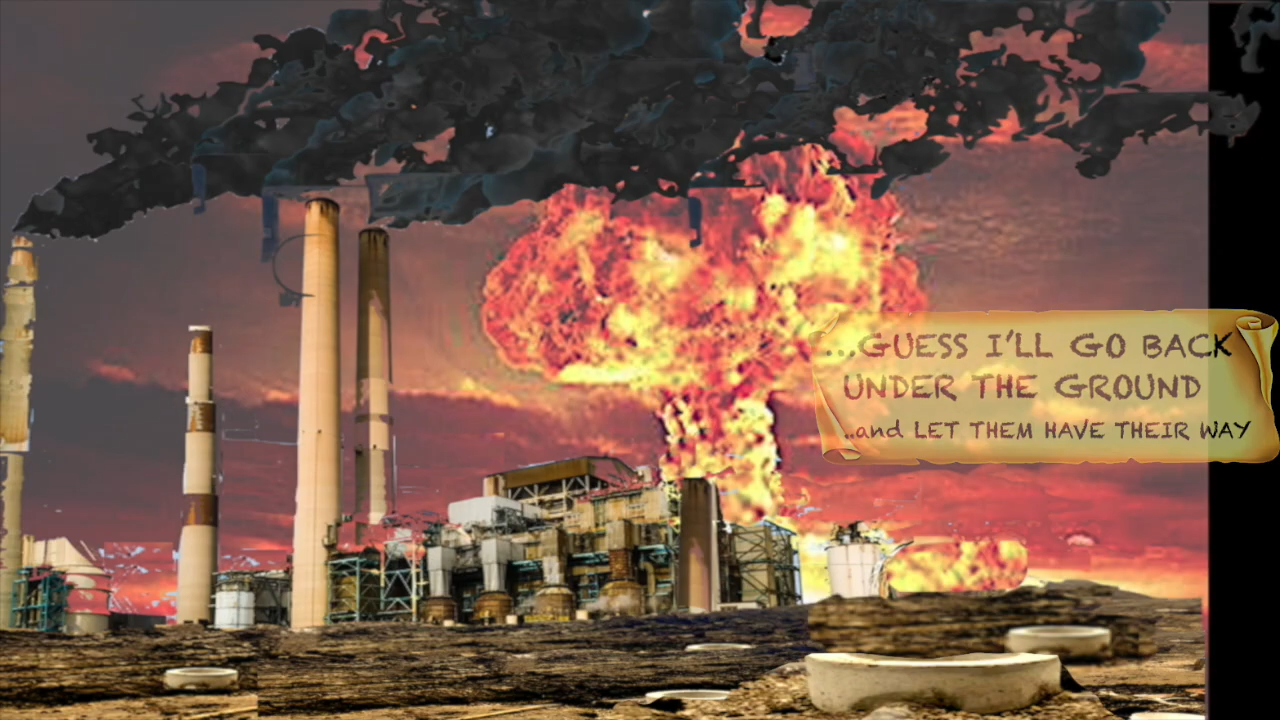 ...GUESS I'LL GO BACK
UNDER THE GROUND
..and LET THEM HAVE THEIR WAY